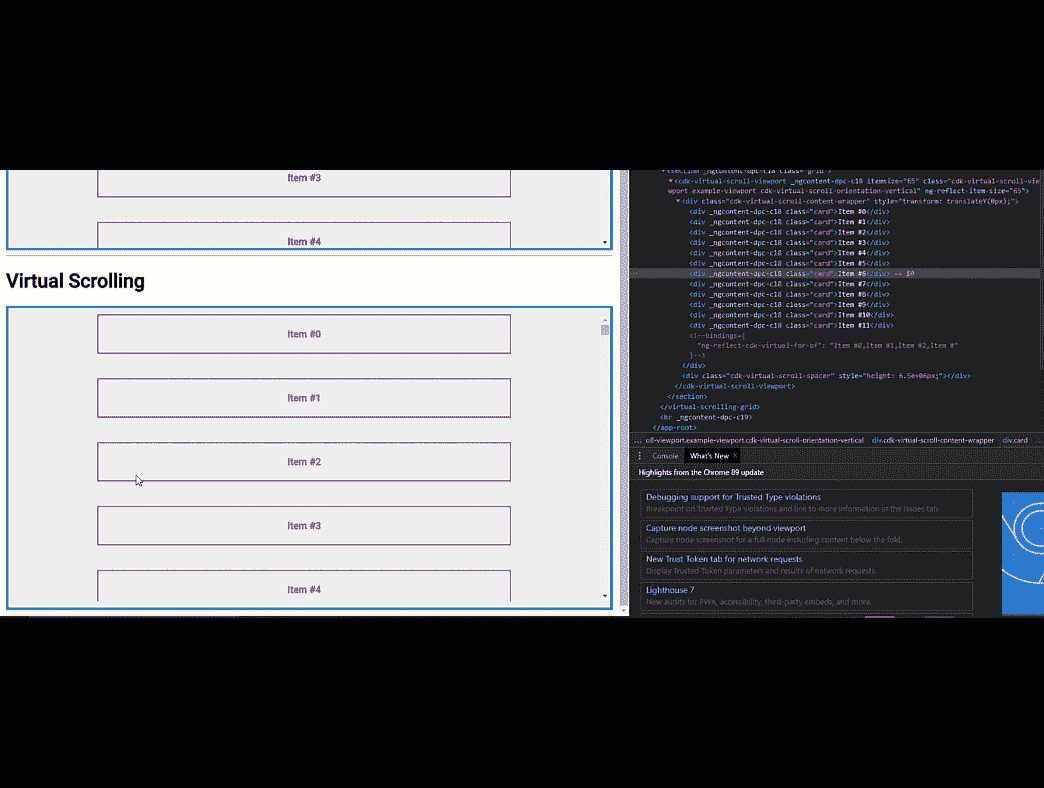 Item #3
Item #4
Virtual Scrolling
Item #0
Item #1
Item #2
Item #3
Item #4
▼<section _ngcontent-dpc-c18 class="grid">
▼<cdk-virtual-scroll-viewport _ngcontent-dpc-c18 itemsize="65" class="cdk-virtual-scroll-vie
wport example-viewport cdk-virtual-scroll-orientation-vertical" ng-reflect-item-size="65">
▼<div class="cdk-virtual-scroll-content-wrapper" style="transform: translateY(0px);">
<div _ngcontent-dpc-c18 class="card">Item #0</div>
<div _ngcontent-dpc-c18 class="card">Item #1</div>
<div _ngcontent-dpc-c18 class="card">Item #2</div>
<div _ngcontent-dpc-c18 class="card">Item #3</div>
<div _ngcontent-dpc-c18 class="card">Item #4</div>
<div _ngcontent-dpc-c18 class="card">Item #5</div>
<div _ngcontent-dpc-c18 class="card">Item #6</div> == $0
<div _ngcontent-dpc-c18 class="card">Item #7</div>
<div _ngcontent-dpc-c18 class="card">Item #8</div>
<div _ngcontent-dpc-c18 class="card">Item #9</div>
<div _ngcontent-dpc-c18 class="card">Item #10</div>
<div _ngcontent-dpc-c18 class="card">Item #11</div>
<!--bindings={
"ng-reflect-cdk-virtual-for-of": "Item #0,Item #1,Item #2,Item #"
}-->
</div>
<div class="cdk-virtual-scroll-spacer" style="height: 6.5e+06px;"></div>
</cdk-virtual-scroll-viewport>
</section>
</virtual-scrolling-grid>
<hr _ngcontent-dpc-c19>
</app-root>
... oll-viewport.example-viewport.cdk-virtual-scroll-orientation-vertical div.cdk-virtual-scroll-content-wrapper div.card ...
Console What's New ×
Highlights from the Chrome 89 update
Debugging support for Trusted Type violations
Breakpoint on Trusted Type violations and link to more information in the Issues tab.
Capture node screenshot beyond viewport
Capture node screenshot for a full node including content below the fold.
New Trust Token tab for network requests
Display Trusted Token parameters and results of network requests.
Lighthouse 7
New audits for PWA, accessibility, third-party embeds, and more.